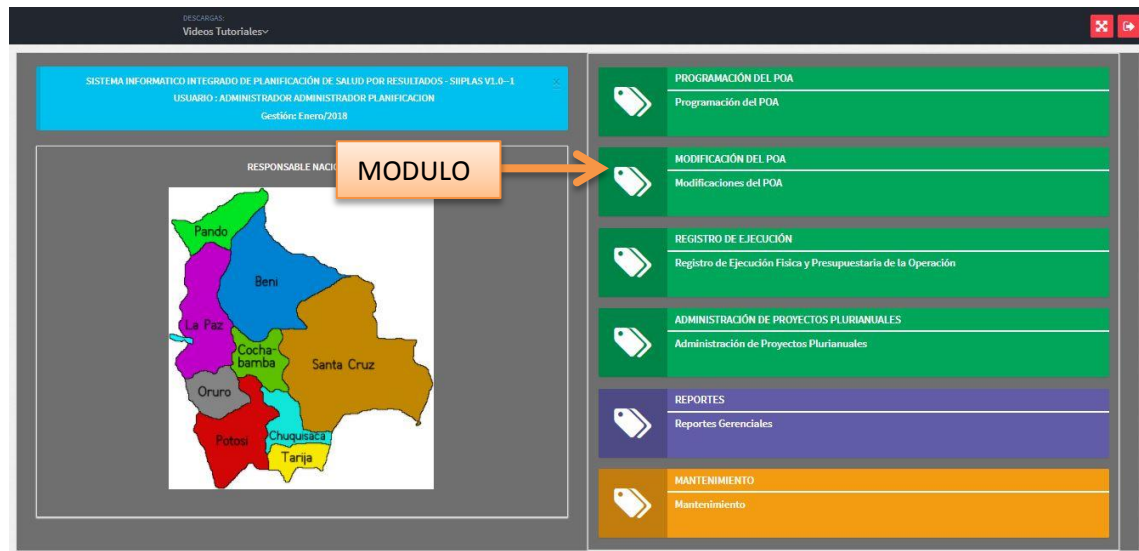 DESCARGAS:
Videos Tutoriales
SISTEMA INFORMATICO INTEGRADO DE PLANIFICACIÓN DE SALUD POR RESULTADOS - SIIPLAS V1.0--1
USUARIO : ADMINISTRADOR ADMINISTRADOR PLANIFICACION
Gestión: Enero/2018
RESPONSABLE
MODULO
Pando
Beni
La Paz
Cocha-
bamba
Santa Cruz
Oruro
Potosi
Chuquisaca
Tarija
PROGRAMACIÓN DEL POA
Programación del POA
MODIFICACIÓN DEL POA
Modificaciones del POA
REGISTRO DE EJECUCIÓN
Registro de Ejecución Fisica y Presupuestaria de la Operación
ADMINISTRACIÓN DE PROYECTOS PLURIANUALES
Administración de Proyectos Plurianuales
REPORTES
Reportes Gerenciales
MANTENIMIENTO
Mantenimiento